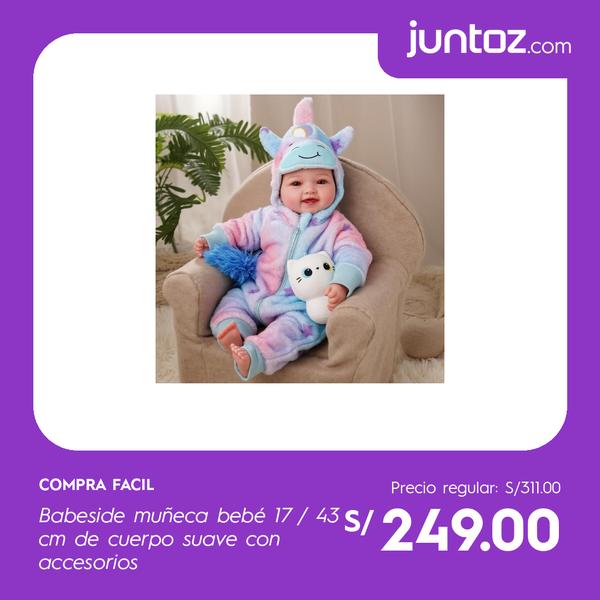 juntoz.com
COMPRA FACIL
Babeside muñeca bebé 17 / 43
cm de cuerpo suave con
accesorios
Precio regular: S/311.00
S/ 249.00